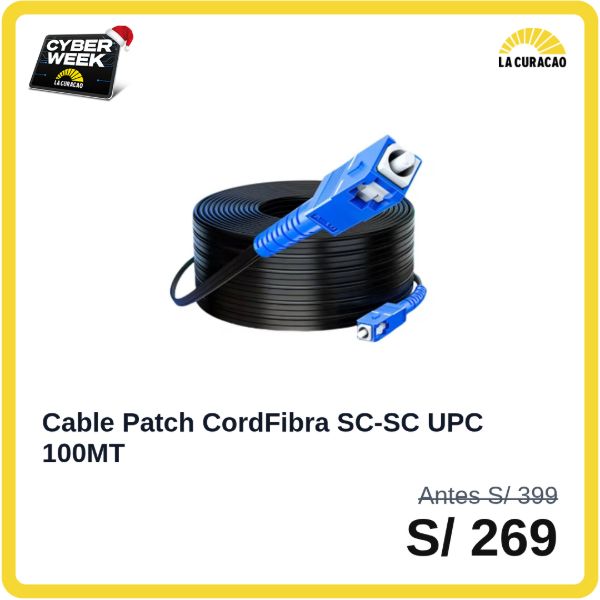 CYBER
WEEK
LA CURACAO
LA CURACAO
Cable Patch CordFibra SC-SC UPC
100MT
Antes S/ 399
S/ 269